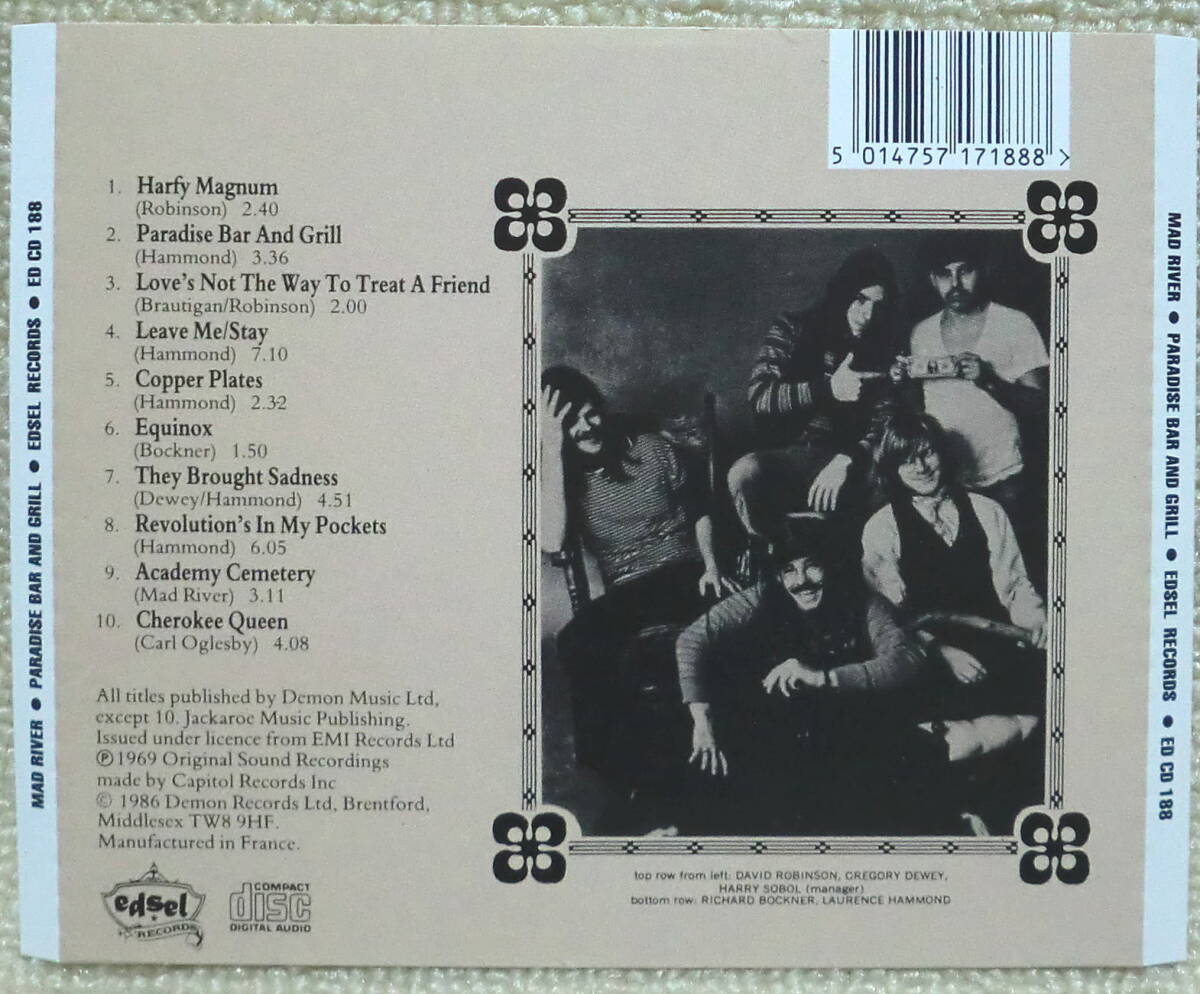 5 014757 171888 >
1. Harfy Magnum
(Robinson) 2.40
2. Paradise Bar And Grill
(Hammond) 3.36
3. Love's Not The Way To Treat A Friend
(Brautigan/Robinson) 2.00
4. Leave Me/Stay
(Hammond) 7.10
5. Copper Plates
(Hammond) 2.32
6. Equinox
(Bockner) 1.50
7. They Brought Sadness
(Dewey/Hammond) 4.51
8. Revolution's In My Pockets
(Hammond) 6.05
9. Academy Cemetery
(Mad River) 3.11
10. Cherokee Queen
(Carl Oglesby) 4.08
All titles published by Demon Music Ltd,
except 10. Jackaroe Music Publishing.
Issued under licence from EMI Records Ltd
℗ 1969 Original Sound Recordings
made by Capitol Records Inc
© 1986 Demon Records Ltd, Brentford,
Middlesex TW8 9HF.
Manufactured in France.
edsel
RECORDS
COMPACT
disc
DIGITAL AUDIO
top row from left: DAVID ROBINSON, GREGORY DEWEY,
HARRY SOBOL (manager)
bottom row: RICHARD BOCKNER, LAURENCE HAMMOND
MAD RIVER ● PARADISE BAR AND GRILL ● EDSEL RECORDS ● ED CD 188
MAD RIVER ● PARADISE BAR AND GRILL ● EDSEL RECORDS ● ED CD 188